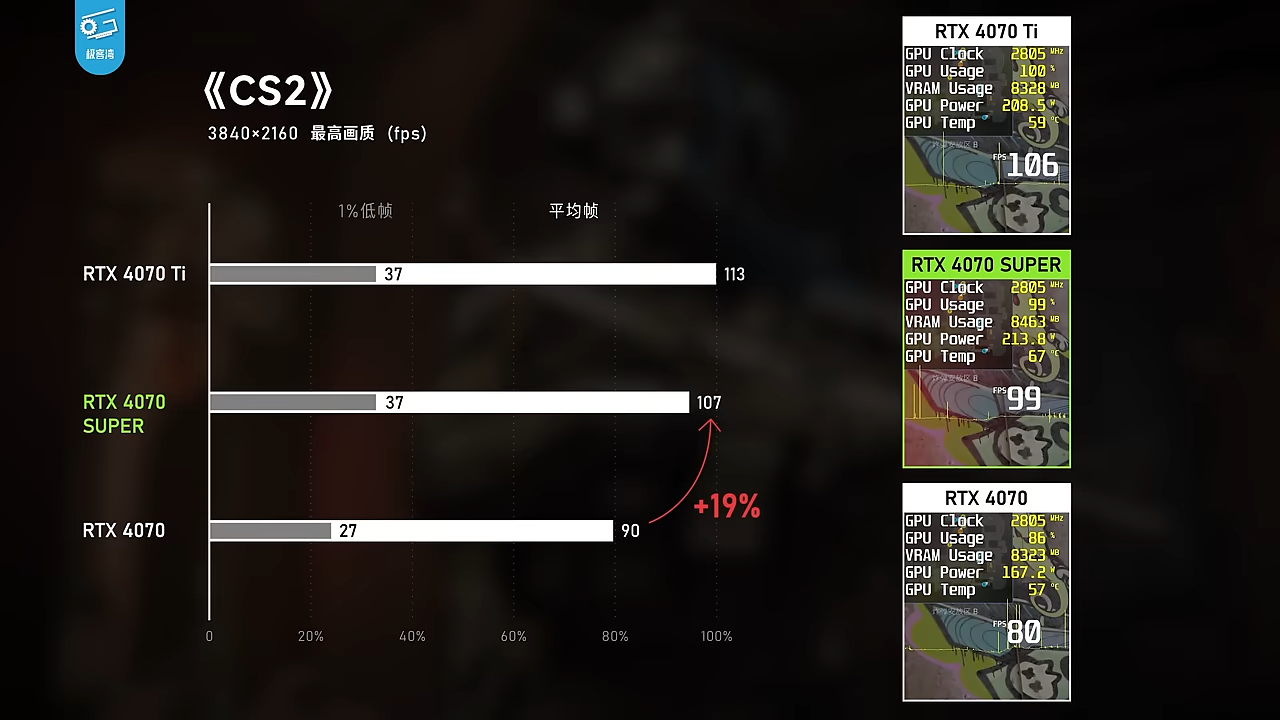 极客湾
《CS2》
3840×2160 最高画质 (fps)
1%低帧 平均帧
RTX 4070 Ti 37 113
RTX 4070
SUPER
37 107
+19%
RTX 4070 27 90
0 20% 40% 60% 80% 100%
RTX 4070 Ti
GPU Clock 2805 MHz
GPU Usage 100 %
VRAM Usage 8328 MB
GPU Power 208.5 W
GPU Temp 59 °C
FPS 106
RTX 4070 SUPER
GPU Clock 2805 MHz
GPU Usage 99 %
VRAM Usage 8463 MB
GPU Power 213.8 W
GPU Temp 67 °C
FPS 99
RTX 4070
GPU Clock 2805 MHz
GPU Usage 86 %
VRAM Usage 8323 MB
GPU Power 167.2 W
GPU Temp 57 °C
FPS 80